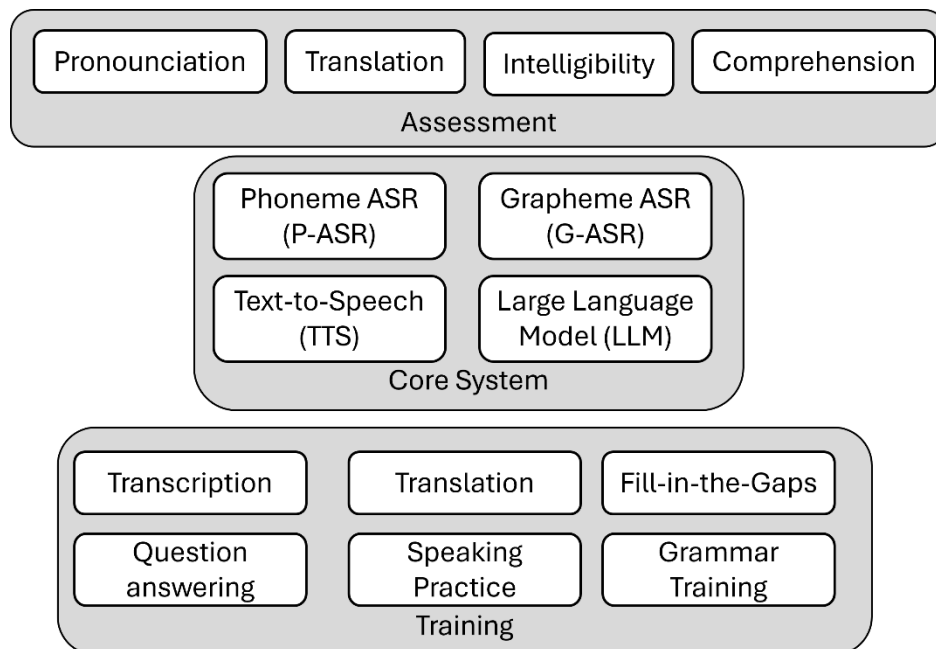 Pronounciation Translation Intelligibility Comprehension
Assessment
Phoneme ASR
(P-ASR)
Grapheme ASR
(G-ASR)
Text-to-Speech
(TTS)
Large Language
Model (LLM)
Core System
Transcription Translation Fill-in-the-Gaps
Question
answering
Speaking
Practice
Grammar
Training
Training